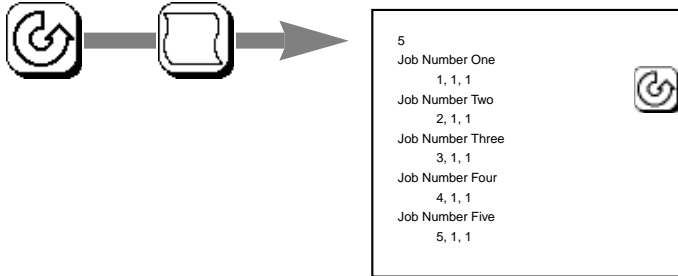 5
Job Number One
1, 1, 1
Job Number Two
2, 1, 1
Job Number Three
3, 1, 1
Job Number Four
4, 1, 1
Job Number Five
5, 1, 1